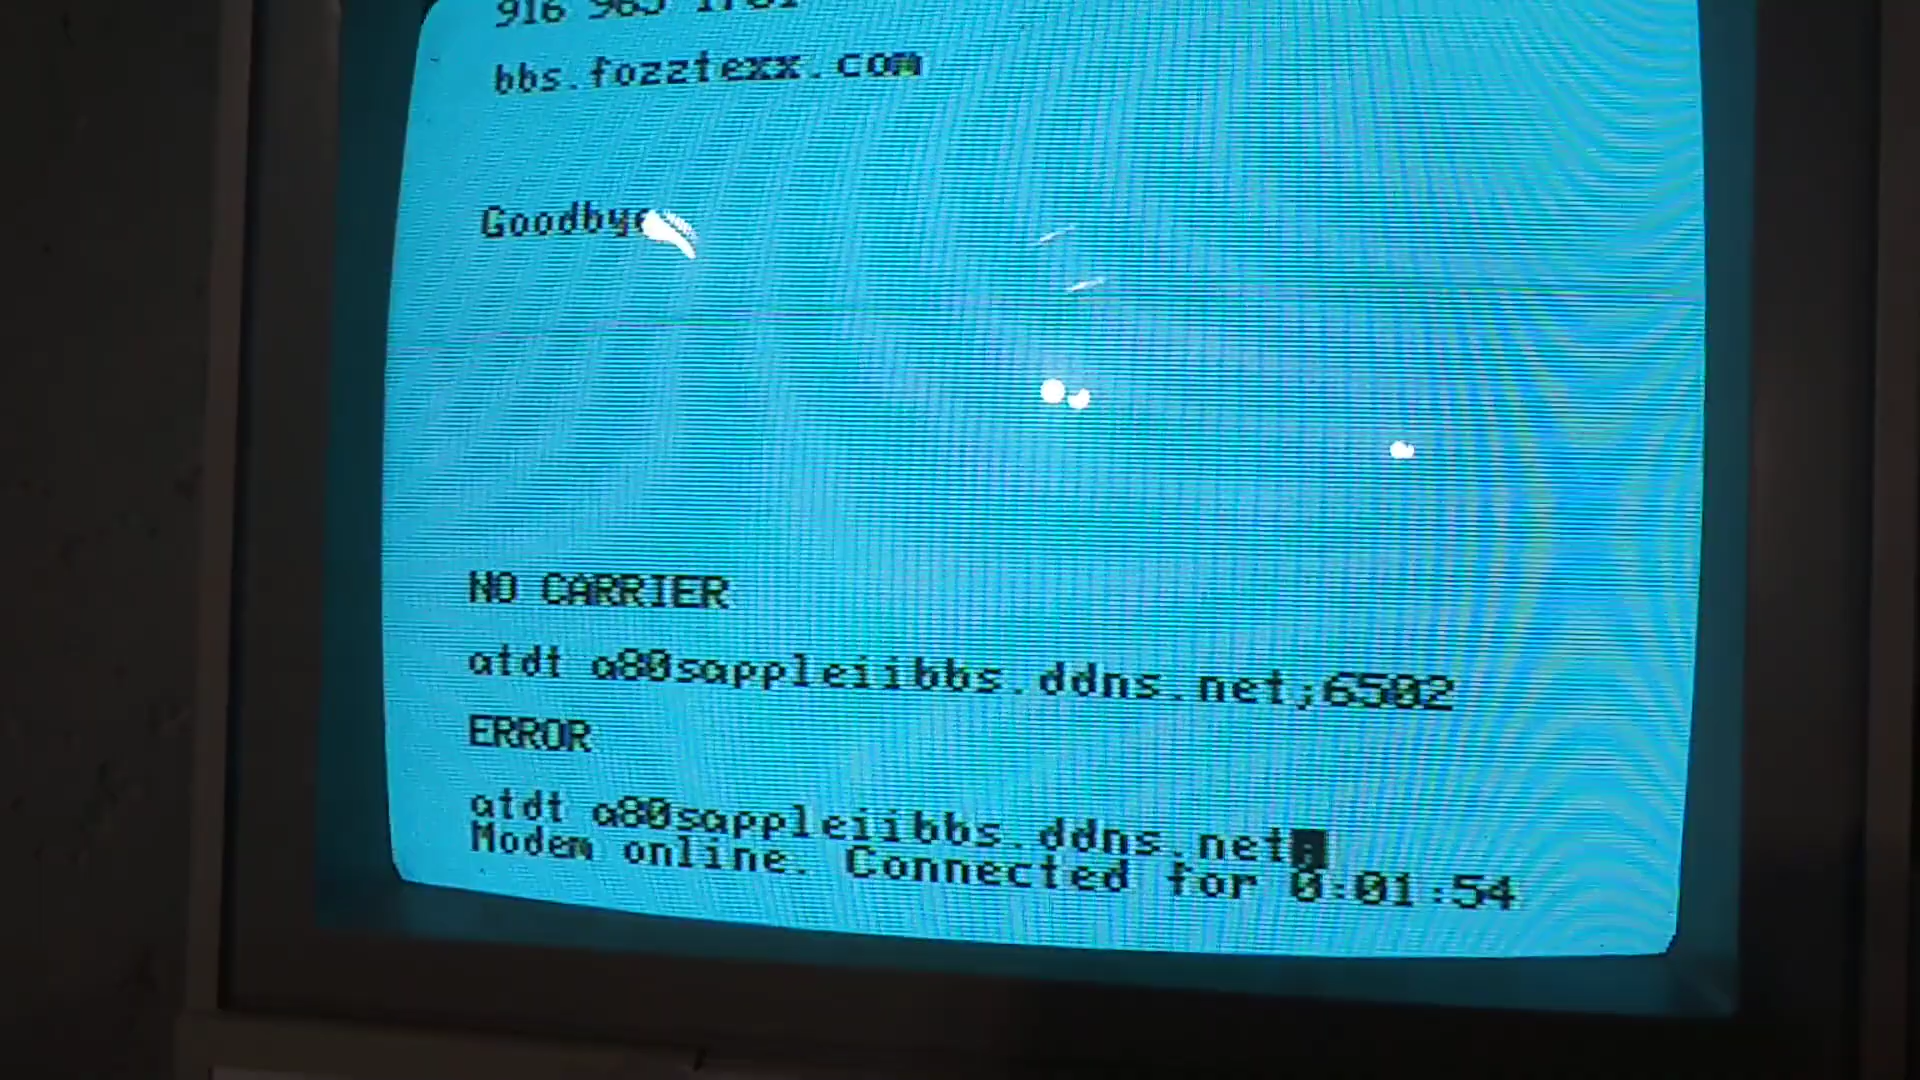 916
bbs.fozztexx.com
Goodbye
NO CARRIER
atdt a80sappleiibbs.ddns.net;6502
ERROR
atdt a80sappleiibbs.ddns.net;
Modem online. Connected for 0:01:54